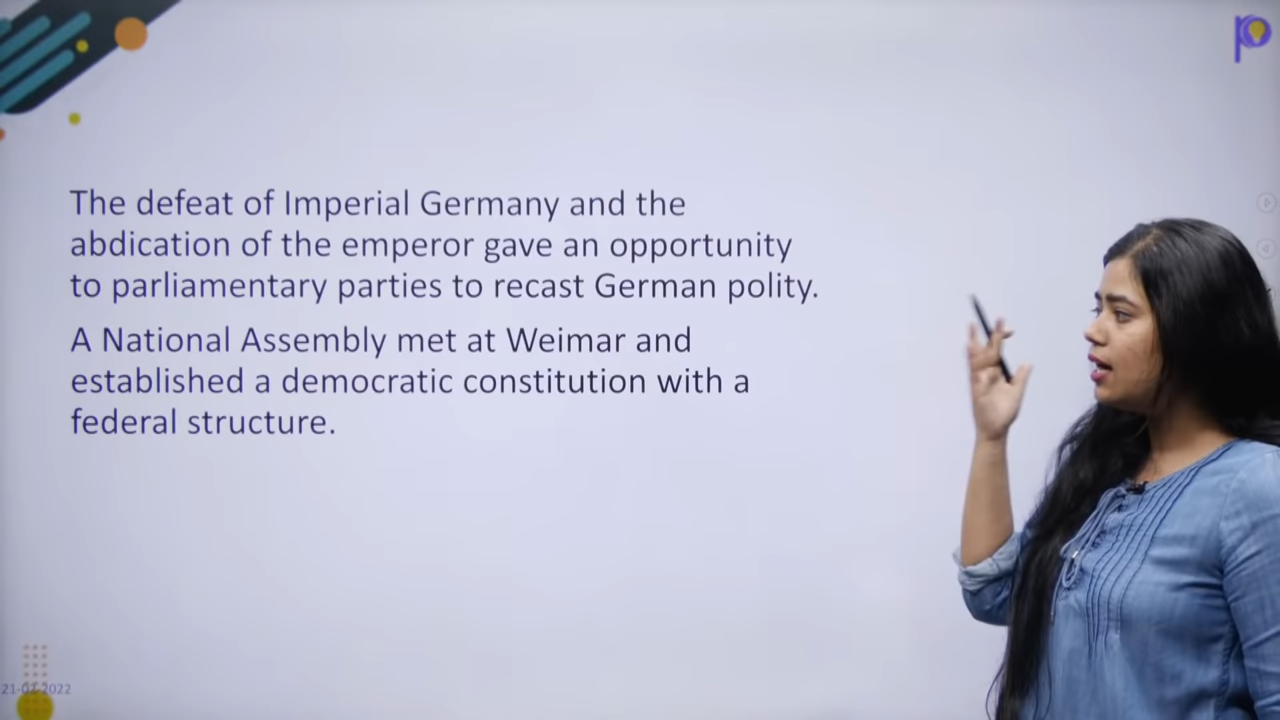 The defeat of Imperial Germany and the
abdication of the emperor gave an opportunity
to parliamentary parties to recast German polity.
A National Assembly met at Weimar and
established a democratic constitution with a
federal structure.